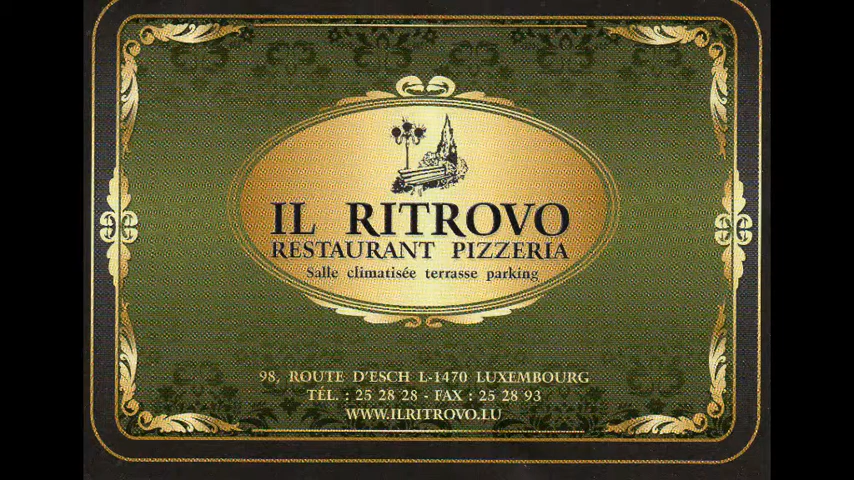 IL RITROVO
RESTAURANT PIZZERIA
Salle climatisée terrasse parking
98, ROUTE D'ESCH L-1470 LUXEMBOURG
TÉL. : 25 28 28 - FAX : 25 28 93
WWW.ILRITROVO.LU